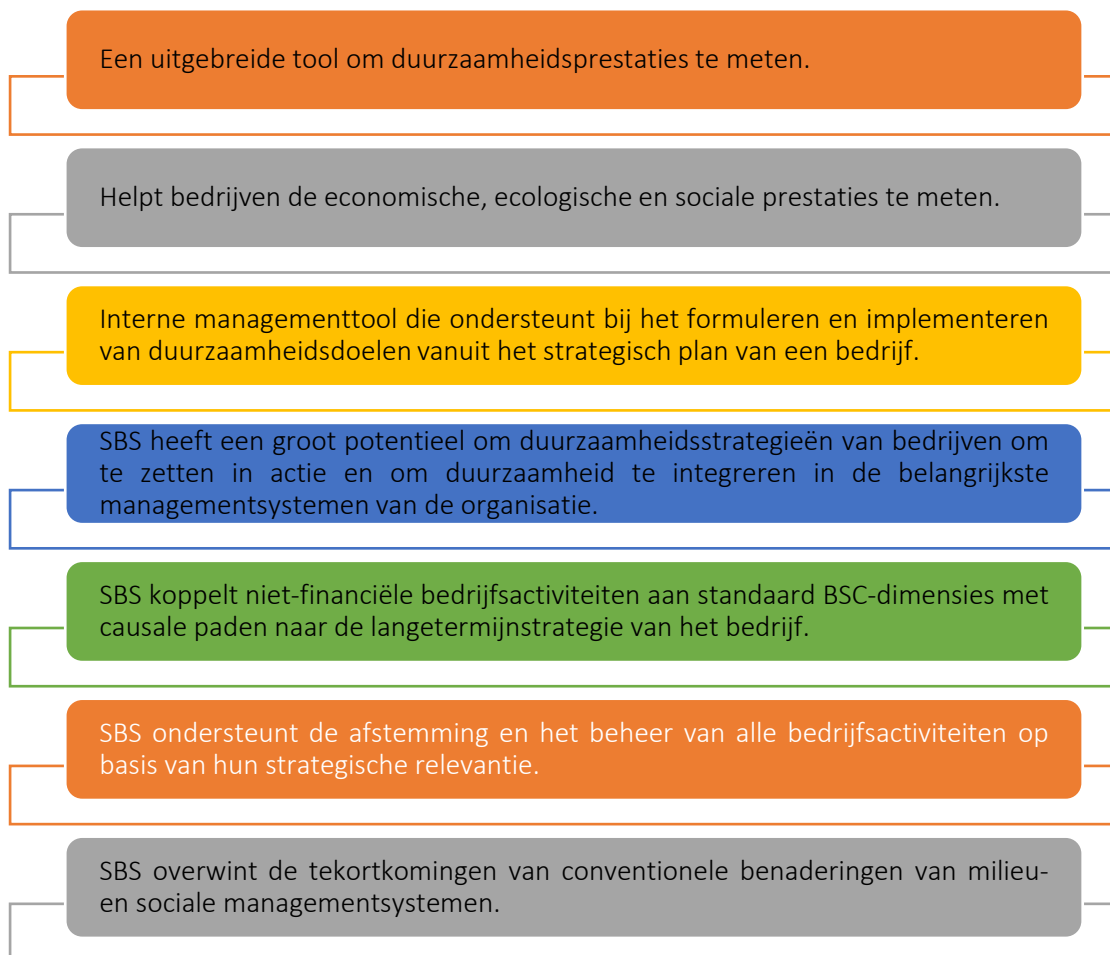 Een uitgebreide tool om duurzaamheidsprestaties te meten.
Helpt bedrijven de economische, ecologische en sociale prestaties te meten.
Interne managementtool die ondersteunt bij het formuleren en implementeren
van duurzaamheidsdoelen vanuit het strategisch plan van een bedrijf.
SBS heeft een groot potentieel om duurzaamheidsstrategieën van bedrijven om
te zetten in actie en om duurzaamheid te integreren in de belangrijkste
managementsystemen van de organisatie.
SBS koppelt niet-financiële bedrijfsactiviteiten aan standaard BSC-dimensies met
causale paden naar de langetermijnstrategie van het bedrijf.
SBS ondersteunt de afstemming en het beheer van alle bedrijfsactiviteiten op
basis van hun strategische relevantie.
SBS overwint de tekortkomingen van conventionele benaderingen van milieu-
en sociale managementsystemen.